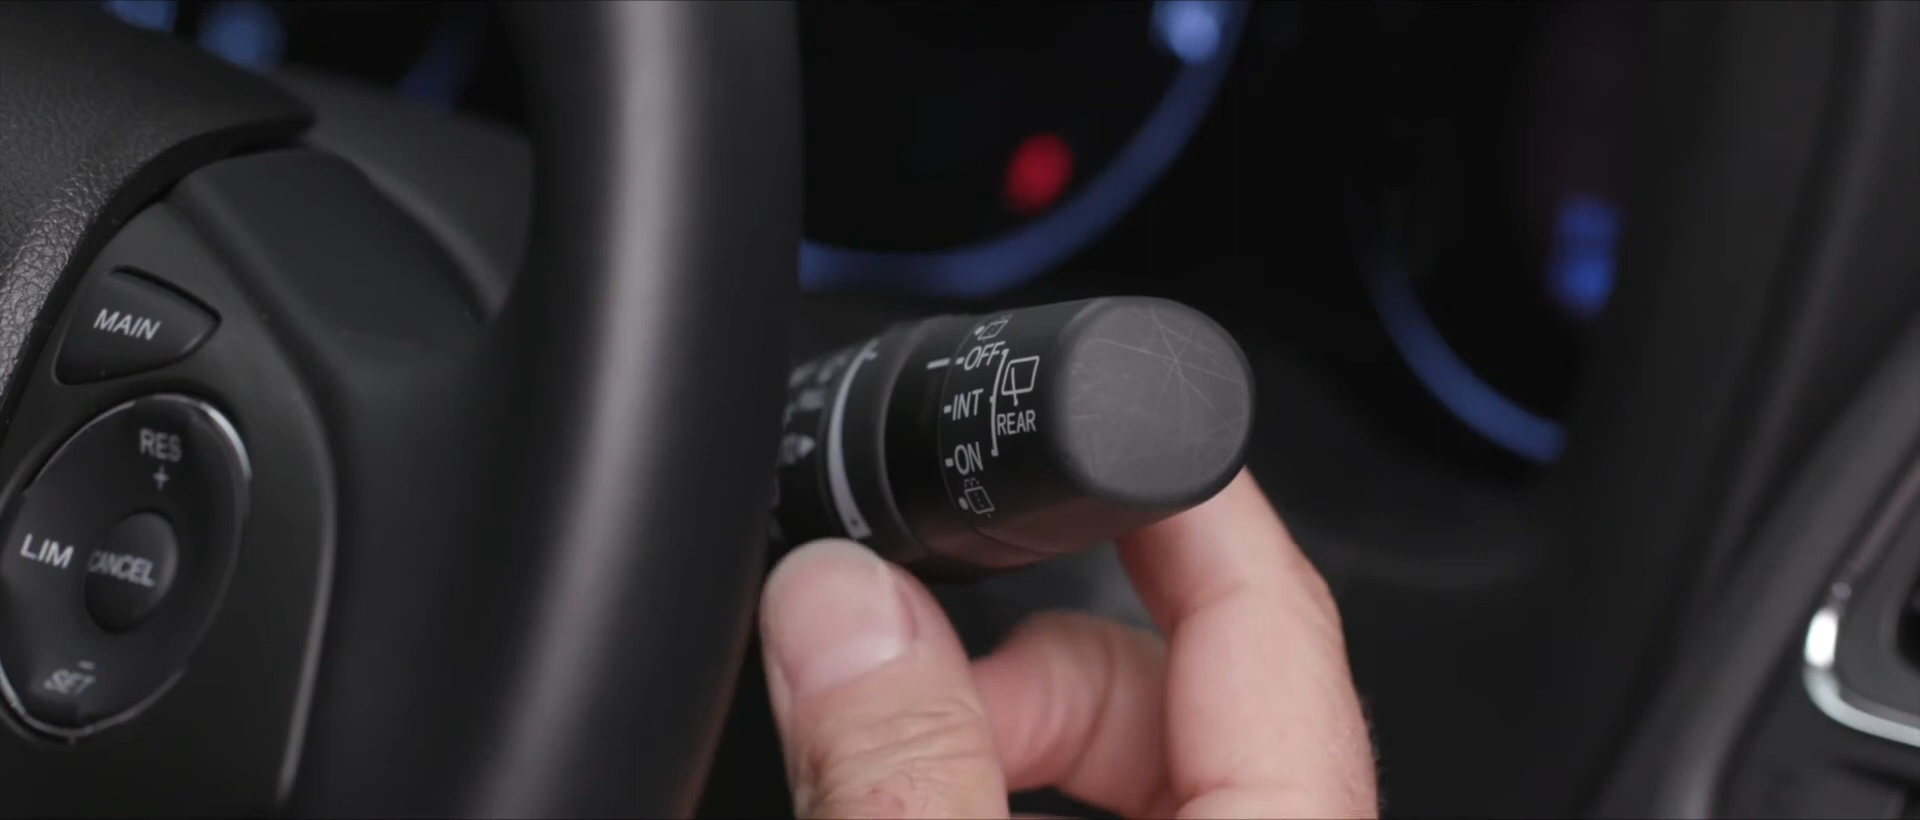 MAIN
RES
+
LIM
CANCEL
-
SET
-OFF
-INT
REAR
-ON